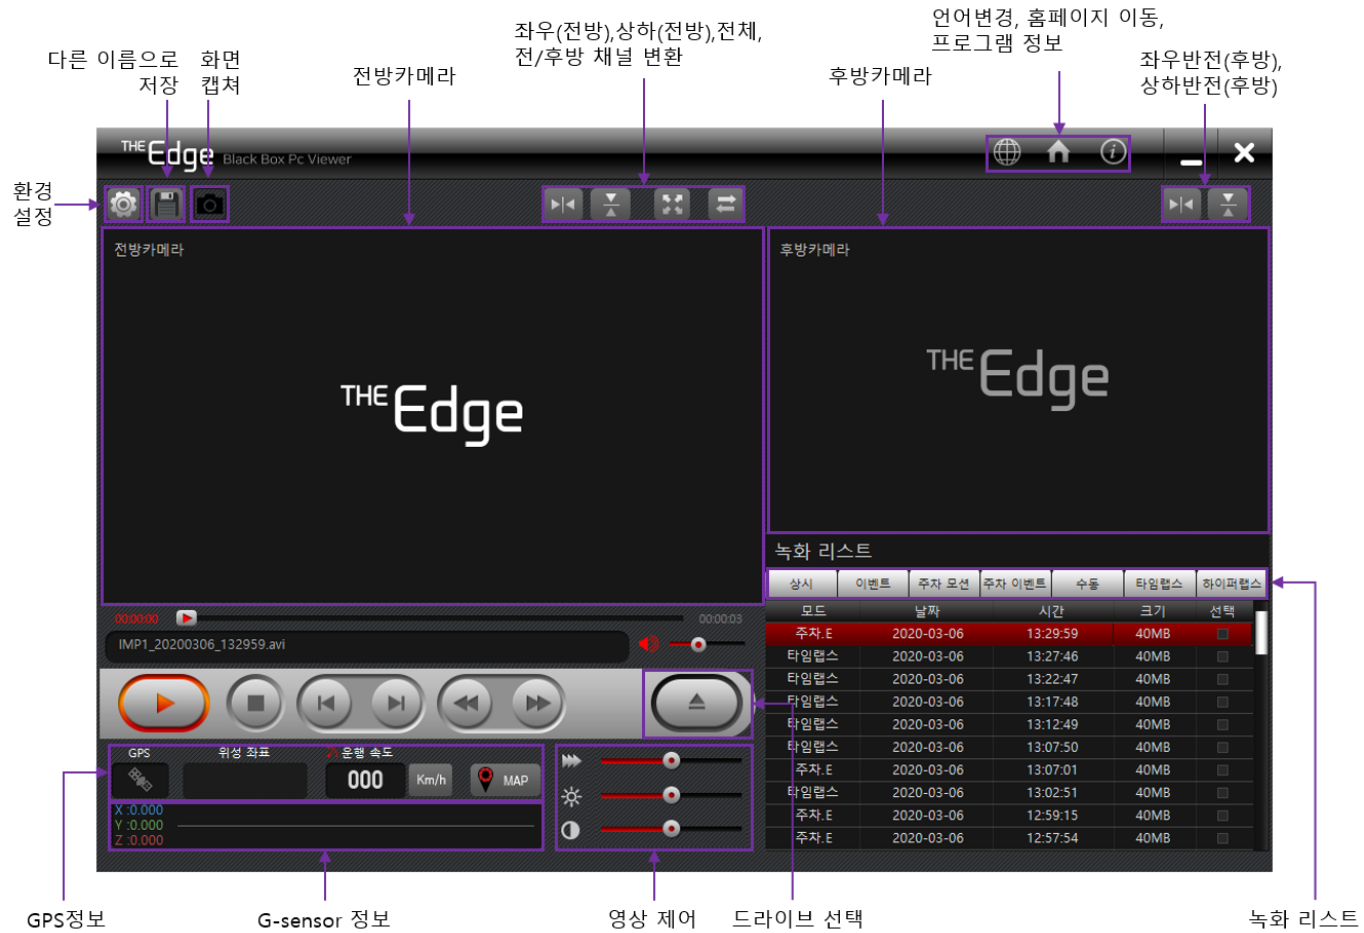 언어변경, 홈페이지 이동,
프로그램 정보
좌우(전방),상하(전방),전체,
전/후방 채널 변환
다른 이름으로
저장
화면
캡쳐
전방카메라
후방카메라
좌우반전(후방),
상하반전(후방)
THE Edge Black Box Pc Viewer
환경
설정
전방카메라
후방카메라
THE Edge
THE Edge
녹화 리스트
상시 이벤트 주차 모션 주차 이벤트 수동 타임랩스 하이퍼랩스
모드 날짜 시간 크기 선택
00:00:00 00:00:03
IMP1_20200306_132959.avi
주차.E 2020-03-06 13:29:59 40MB
타임랩스 2020-03-06 13:27:46 40MB
타임랩스 2020-03-06 13:22:47 40MB
타임랩스 2020-03-06 13:17:48 40MB
타임랩스 2020-03-06 13:12:49 40MB
타임랩스 2020-03-06 13:07:50 40MB
주차.E 2020-03-06 13:07:01 40MB
타임랩스 2020-03-06 13:02:51 40MB
주차.E 2020-03-06 12:59:15 40MB
주차.E 2020-03-06 12:57:54 40MB
GPS 위성 좌표 운행 속도
000 Km/h MAP
X :0.000
Y :0.000
Z :0.000
GPS정보
G-sensor 정보
영상 제어
드라이브 선택
녹화 리스트